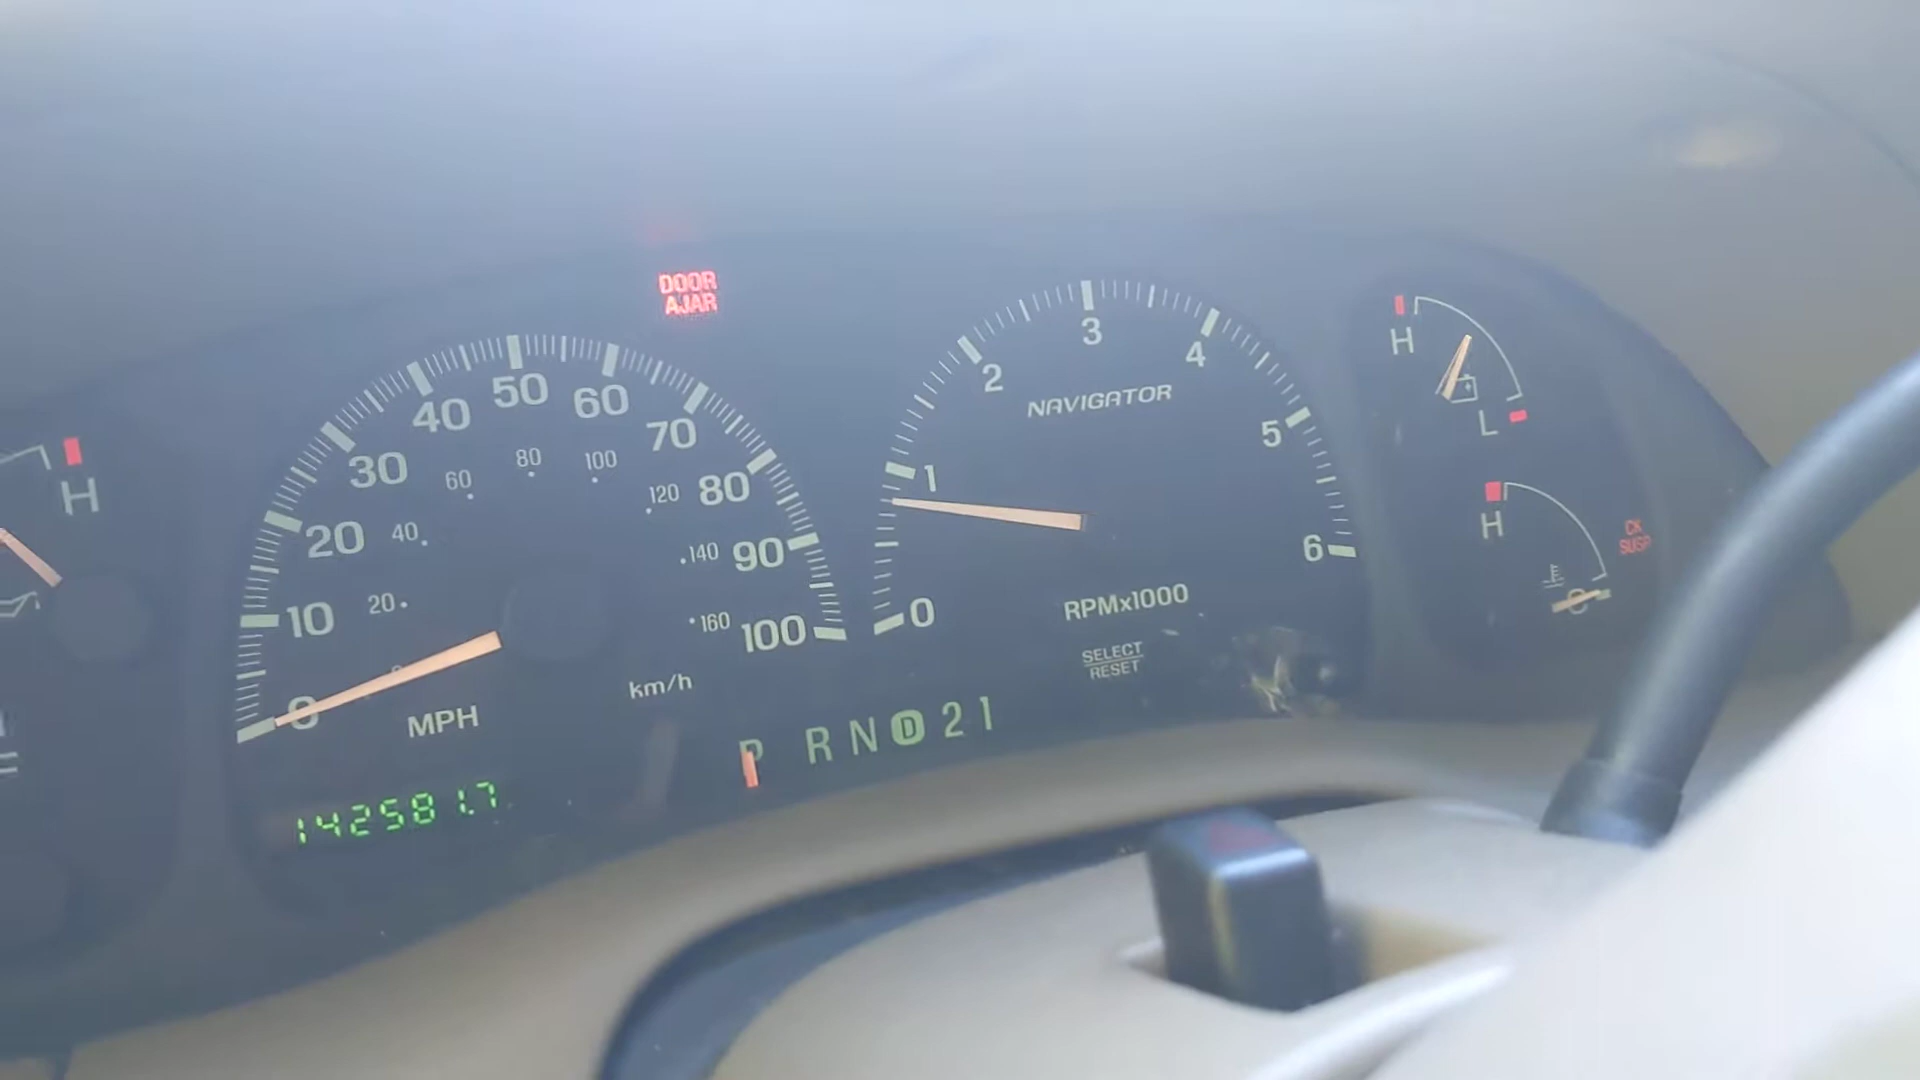 DOOR
AJAR
H
10
20
30
40
50
60
70
80
90
100
20
40
60
80
100
120
140
160
km/h
MPH
142581.7
0
1
2
3
4
5
6
NAVIGATOR
RPMx1000
SELECT
RESET
P R N D 2 1
H
L
H
C
CK
SUSP